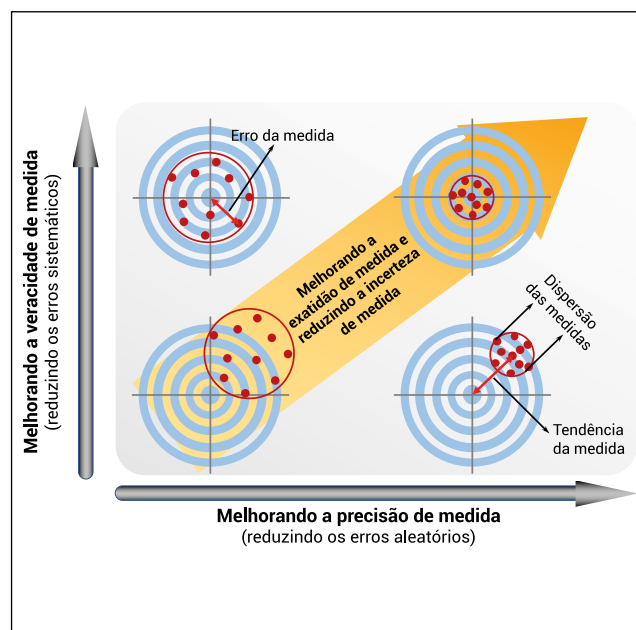 Melhorando a veracidade de medida
(reduzindo os erros sistemáticos)
Erro da medida
Melhorando a
exatidão de medida e
reduzindo a incerteza
de medida
Dispersão
das medidas
Tendência
da medida
Melhorando a precisão de medida
(reduzindo os erros aleatórios)